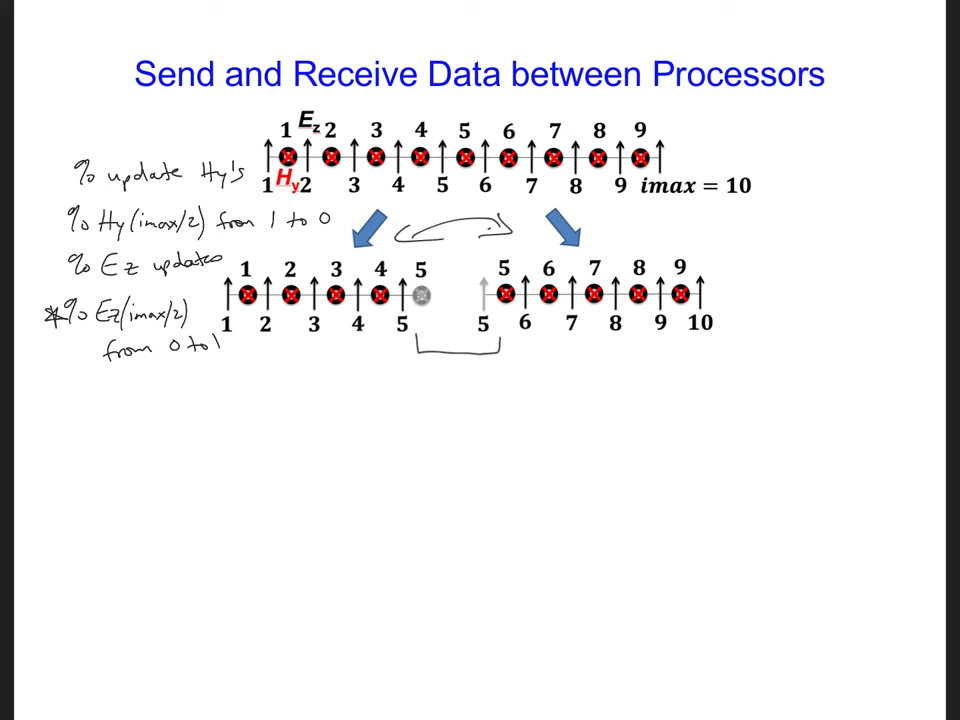 Send and Receive Data between Processors
1 Ez 2 3 4 5 6 7 8 9
1 Hy 2 3 4 5 6 7 8 9 imax = 10
% update Hy's
% Hy(imax/2) from 1 to 0
% Ez updates
1 2 3 4 5 5 6 7 8 9
*% Ez(imax/2)
1 2 3 4 5 5 6 7 8 9 10
from 0 to 1